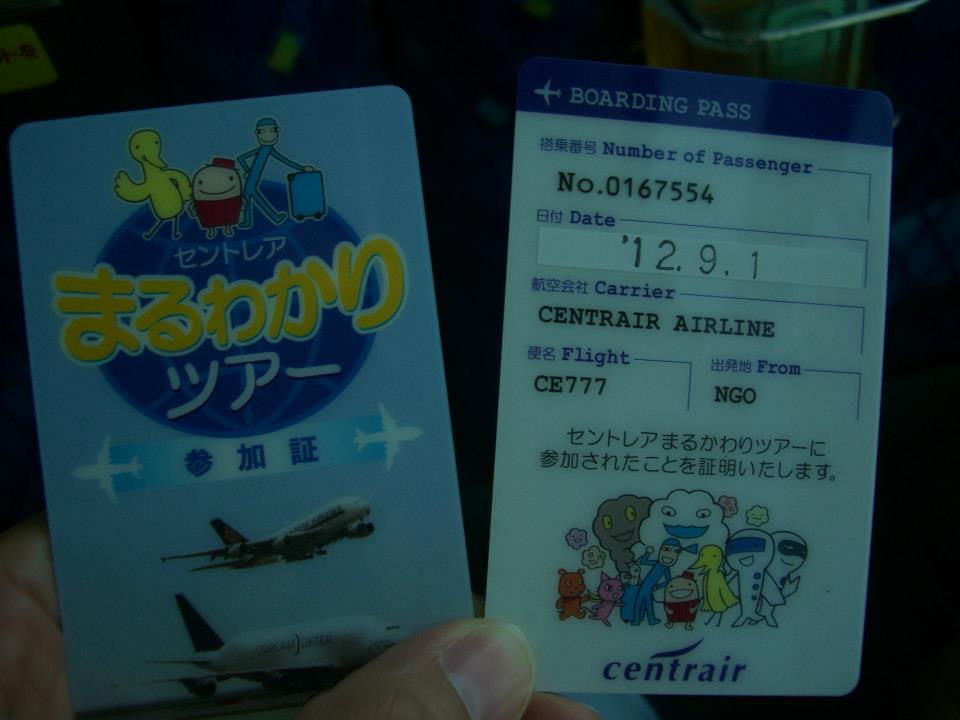 セントレア
まるわかり
ツアー
参加証
DREAMLIFTER
BOARDING PASS
搭乗番号 Number of Passenger
No.0167554
日付 Date
'12.9.1
航空会社 Carrier
CENTRAIR AIRLINE
便名 Flight
CE777
出発地 From
NGO
セントレアまるかわりツアーに
参加されたことを証明いたします。
centrair